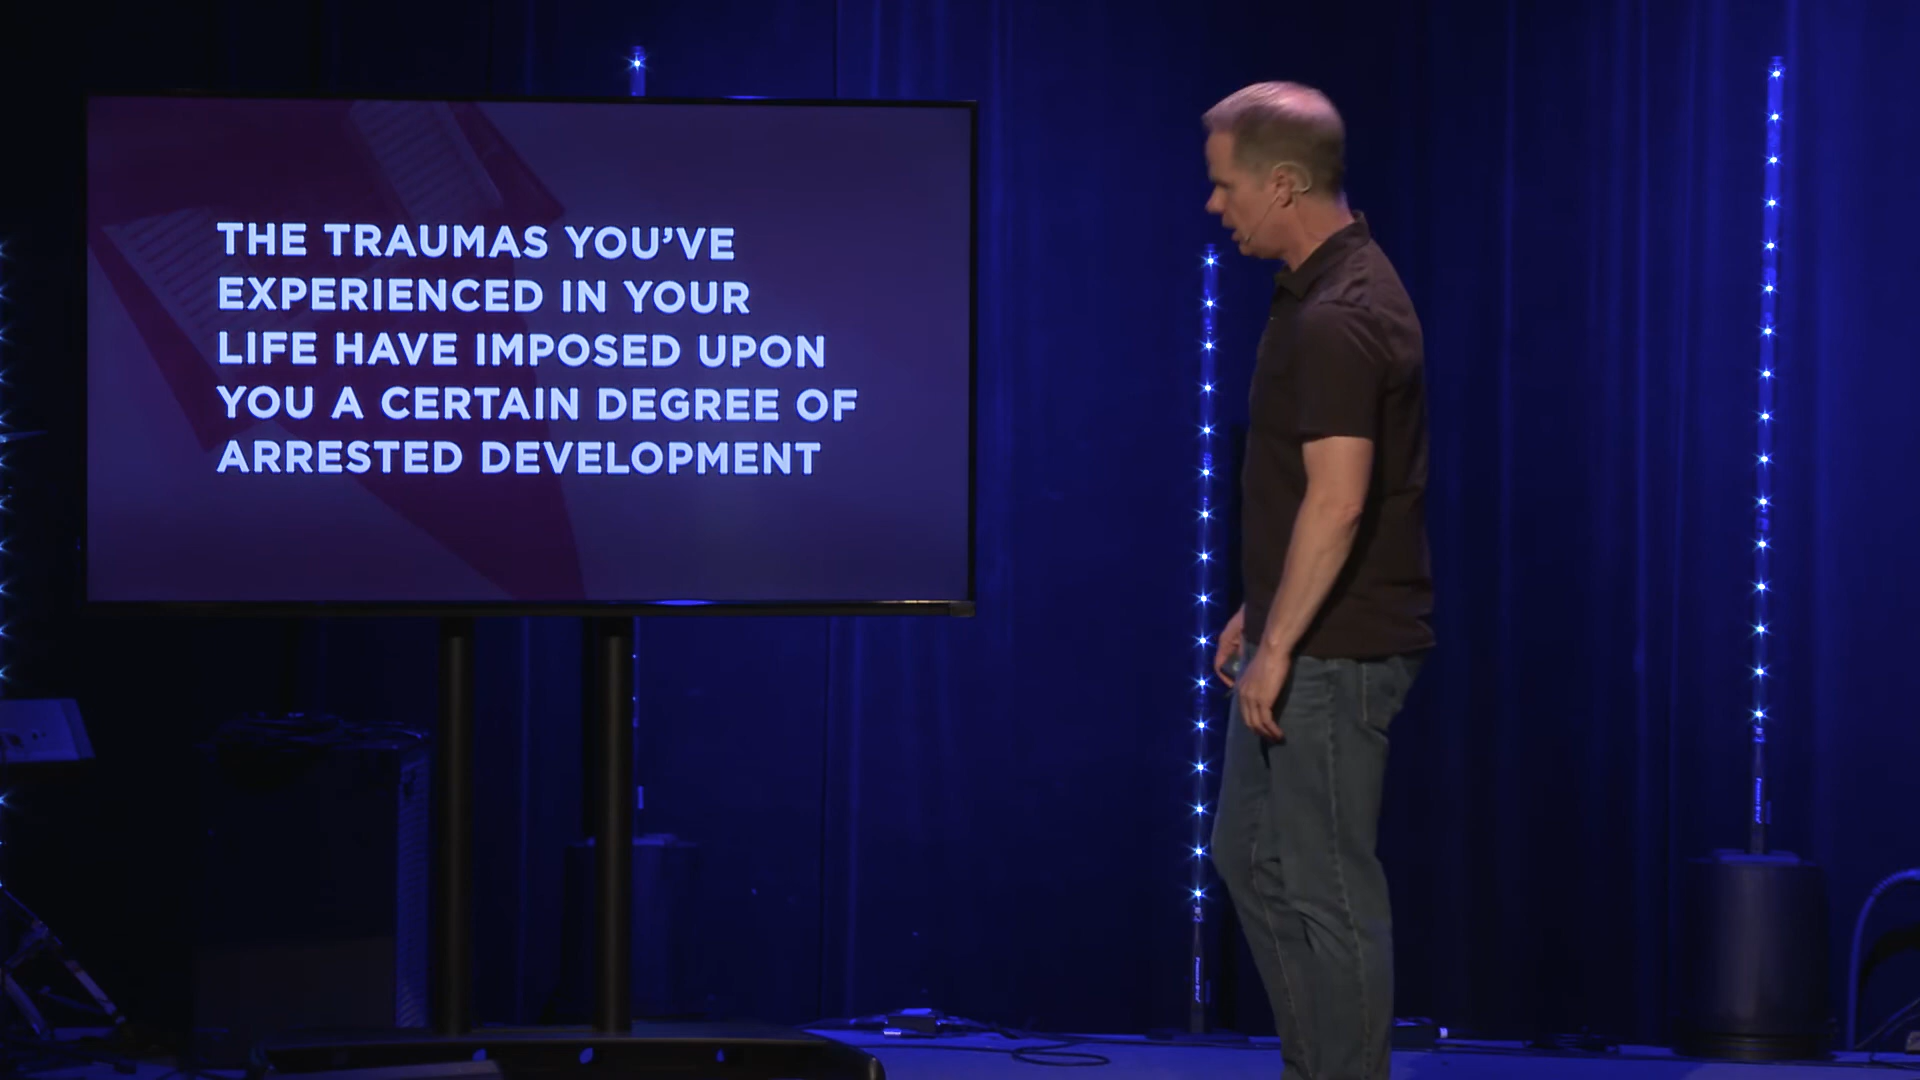 THE TRAUMAS YOU'VE
EXPERIENCED IN YOUR
LIFE HAVE IMPOSED UPON
YOU A CERTAIN DEGREE OF
ARRESTED DEVELOPMENT